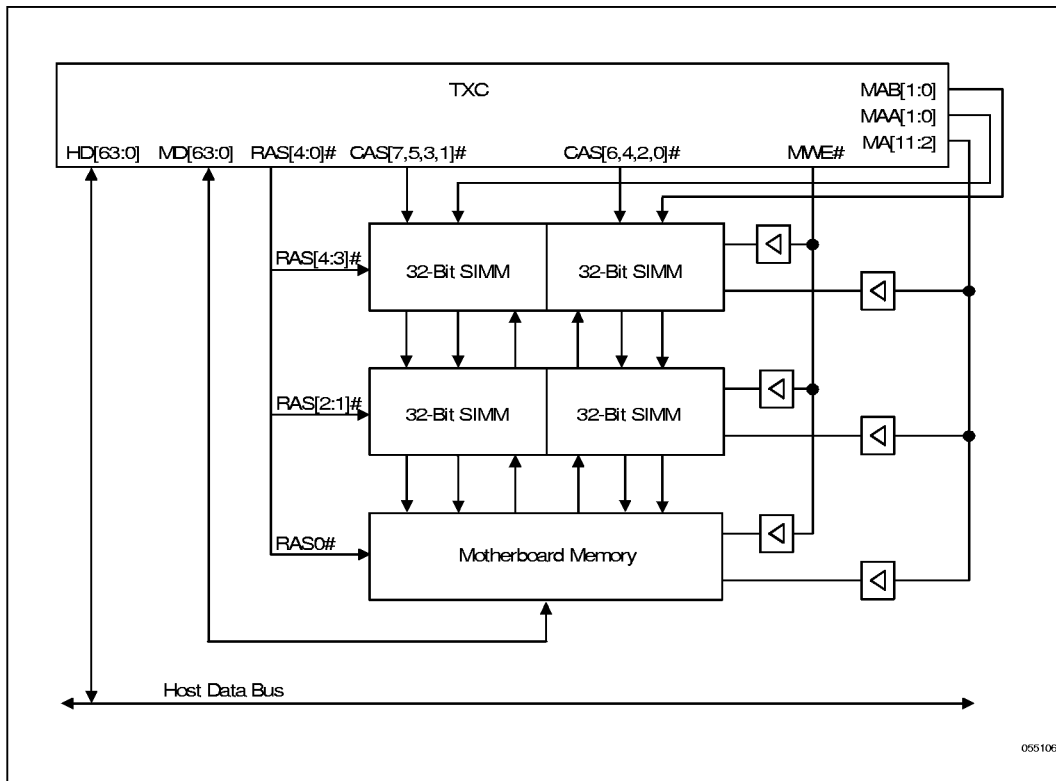 TXC
MAB[1:0]
MAA[1:0]
MA[11:2]
HD[63:0] MD[63:0] RAS[4:0]# CAS[7,5,3,1]# CAS[6,4,2,0]# MWE#
RAS[4:3]#
32-Bit SIMM 32-Bit SIMM
RAS[2:1]#
32-Bit SIMM 32-Bit SIMM
RAS0#
Motherboard Memory
Host Data Bus
055106